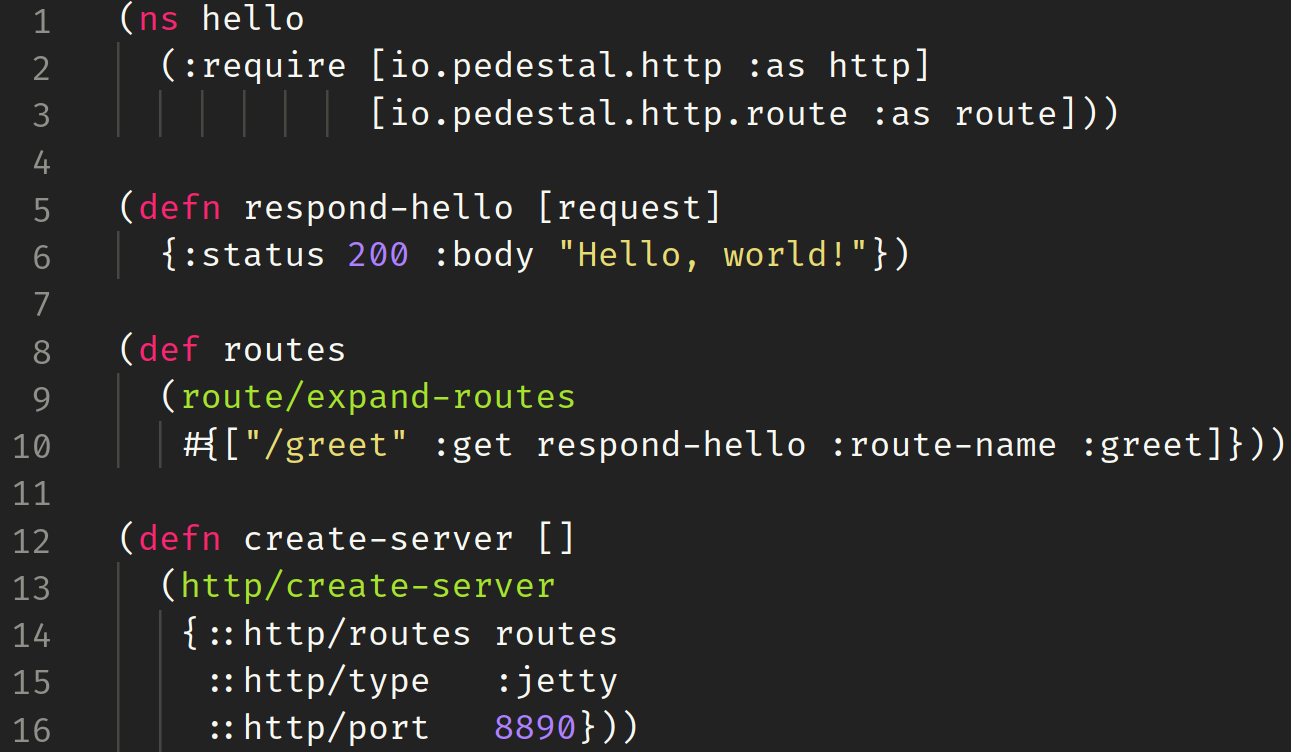 1 (ns hello
2   (:require [io.pedestal.http :as http]
3             [io.pedestal.http.route :as route]))
4
5 (defn respond-hello [request]
6   {:status 200 :body "Hello, world!"})
7
8 (def routes
9   (route/expand-routes
10    #{["/greet" :get respond-hello :route-name :greet]}))
11
12 (defn create-server []
13   (http/create-server
14    {::http/routes routes
15     ::http/type   :jetty
16     ::http/port   8890}))